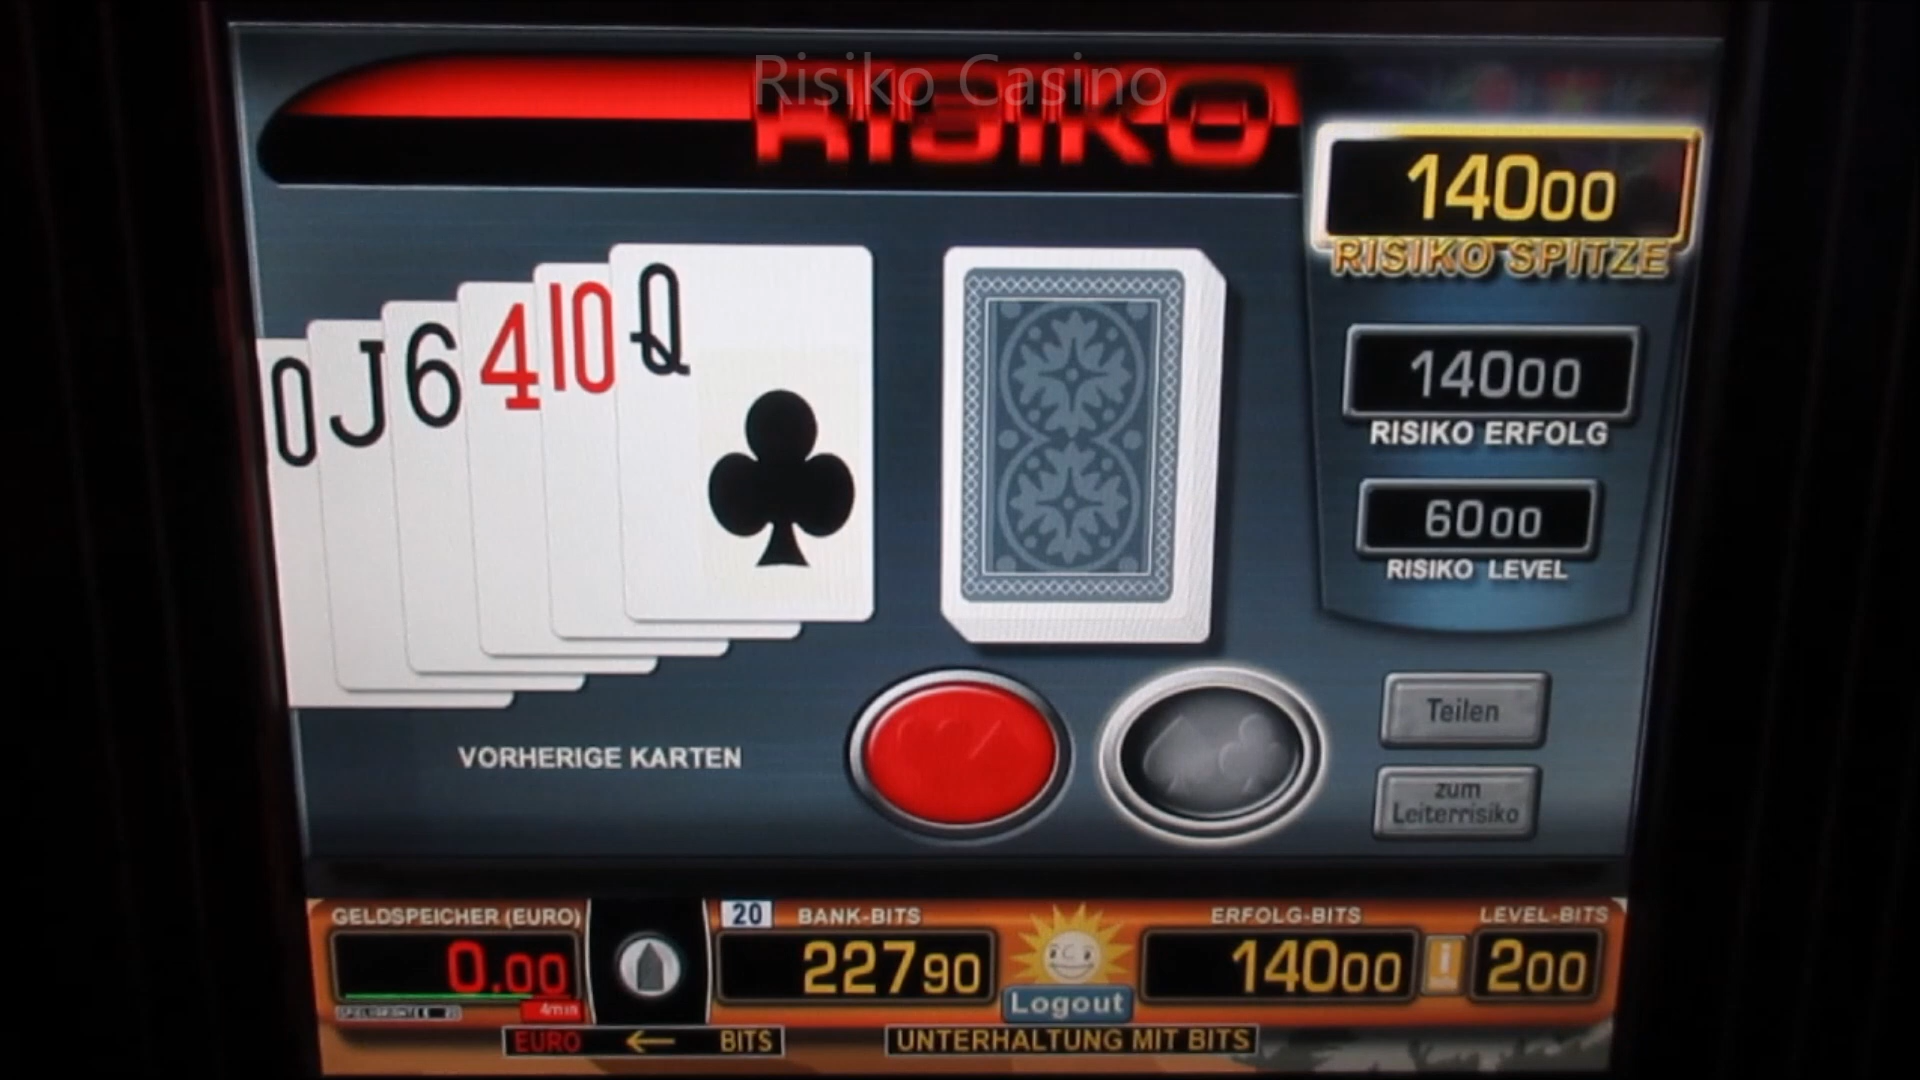 Risiko Casino
RISIKO
14000
RISIKO SPITZE
0 J 6 4 10 Q
14000
RISIKO ERFOLG
6000
RISIKO LEVEL
Teilen
VORHERIGE KARTEN
zum
Leiterrisiko
GELDSPEICHER (EURO)
20 BANK-BITS
ERFOLG-BITS
LEVEL-BITS
0.00
22790
14000
200
4min
Logout
EURO ← BITS
UNTERHALTUNG MIT BITS